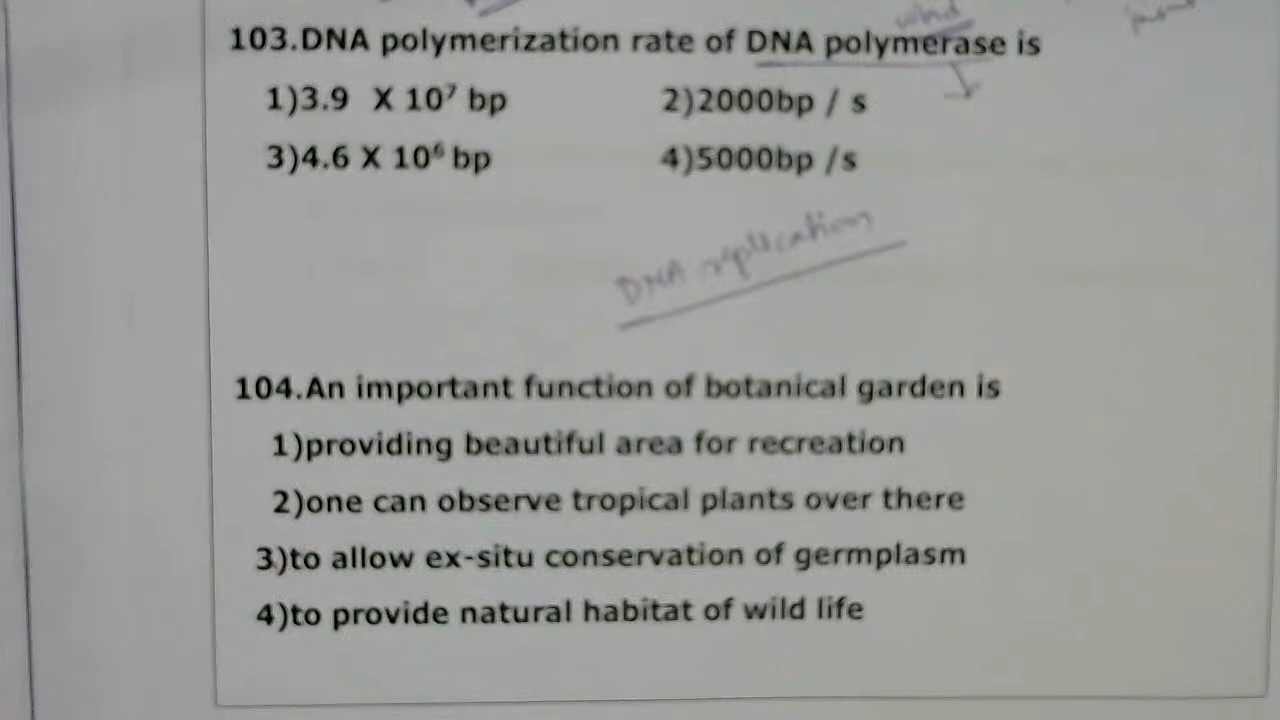 103.DNA polymerization rate of DNA polymerase is
1)3.9 X 10⁷ bp 2)2000bp / s
3)4.6 X 10⁶ bp 4)5000bp /s
DNA replication
104.An important function of botanical garden is
1)providing beautiful area for recreation
2)one can observe tropical plants over there
3)to allow ex-situ conservation of germplasm
4)to provide natural habitat of wild life